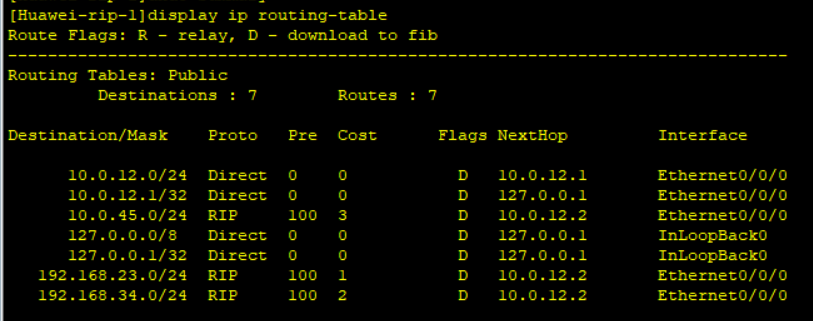 [Huawei-rip-1]display ip routing-table
Route Flags: R - relay, D - download to fib
------------------------------------------------------------------------------
Routing Tables: Public
         Destinations : 7        Routes : 7

Destination/Mask    Proto   Pre  Cost      Flags NextHop         Interface

      10.0.12.0/24  Direct  0    0           D   10.0.12.1       Ethernet0/0/0
      10.0.12.1/32  Direct  0    0           D   127.0.0.1       Ethernet0/0/0
      10.0.45.0/24  RIP     100  3           D   10.0.12.2       Ethernet0/0/0
      127.0.0.0/8   Direct  0    0           D   127.0.0.1       InLoopBack0
      127.0.0.1/32  Direct  0    0           D   127.0.0.1       InLoopBack0
   192.168.23.0/24  RIP     100  1           D   10.0.12.2       Ethernet0/0/0
   192.168.34.0/24  RIP     100  2           D   10.0.12.2       Ethernet0/0/0